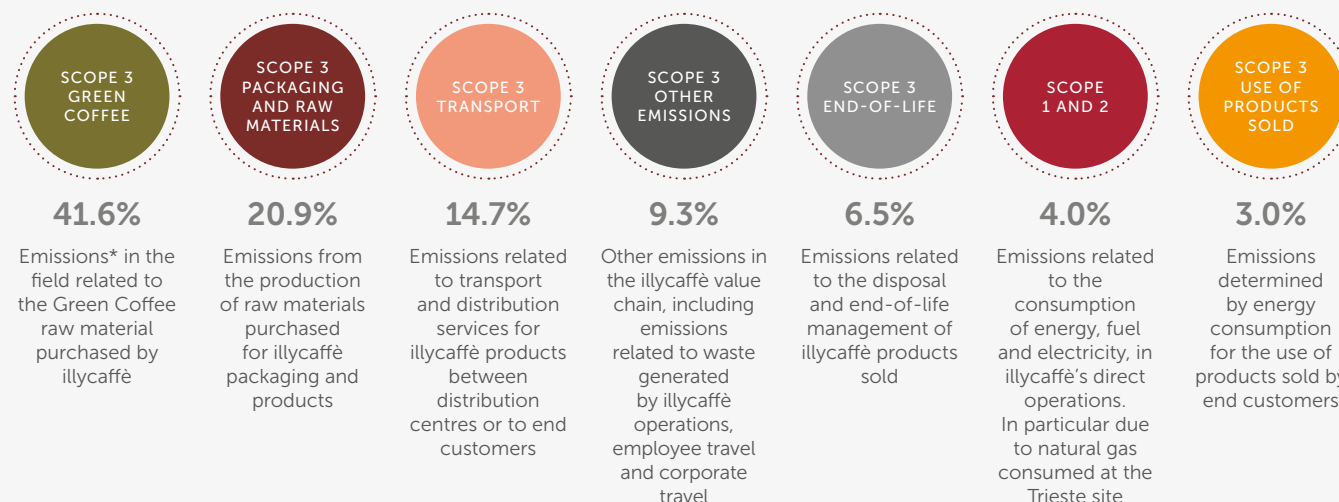 SCOPE 3
GREEN
COFFEE
41.6%
Emissions* in the
field related to
the Green Coffee
raw material
purchased by
illycaffè
SCOPE 3
PACKAGING
AND RAW
MATERIALS
20.9%
Emissions from
the production
of raw materials
purchased
for illycaffè
packaging and
products
SCOPE 3
TRANSPORT
14.7%
Emissions related
to transport
and distribution
services for
illycaffè products
between
distribution
centres or to end
customers
SCOPE 3
OTHER
EMISSIONS
9.3%
Other emissions in
the illycaffè value
chain, including
emissions
related to waste
generated
by illycaffè
operations,
employee travel
and corporate
travel
SCOPE 3
END-OF-LIFE
6.5%
Emissions related
to the disposal
and end-of-life
management of
illycaffè products
sold
SCOPE
1 AND 2
4.0%
Emissions related
to the
consumption
of energy, fuel
and electricity, in
illycaffè's direct
operations.
In particular due
to natural gas
consumed at the
Trieste site
SCOPE 3
USE OF
PRODUCTS
SOLD
3.0%
Emissions
determined
by energy
consumption
for the use of
products sold by
end customers